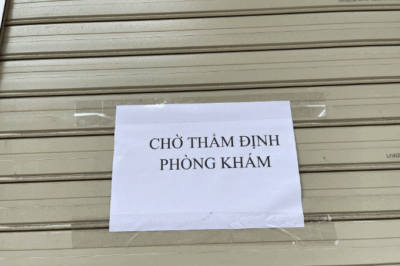 CHỜ THẨM ĐỊNH
PHÒNG KHÁM